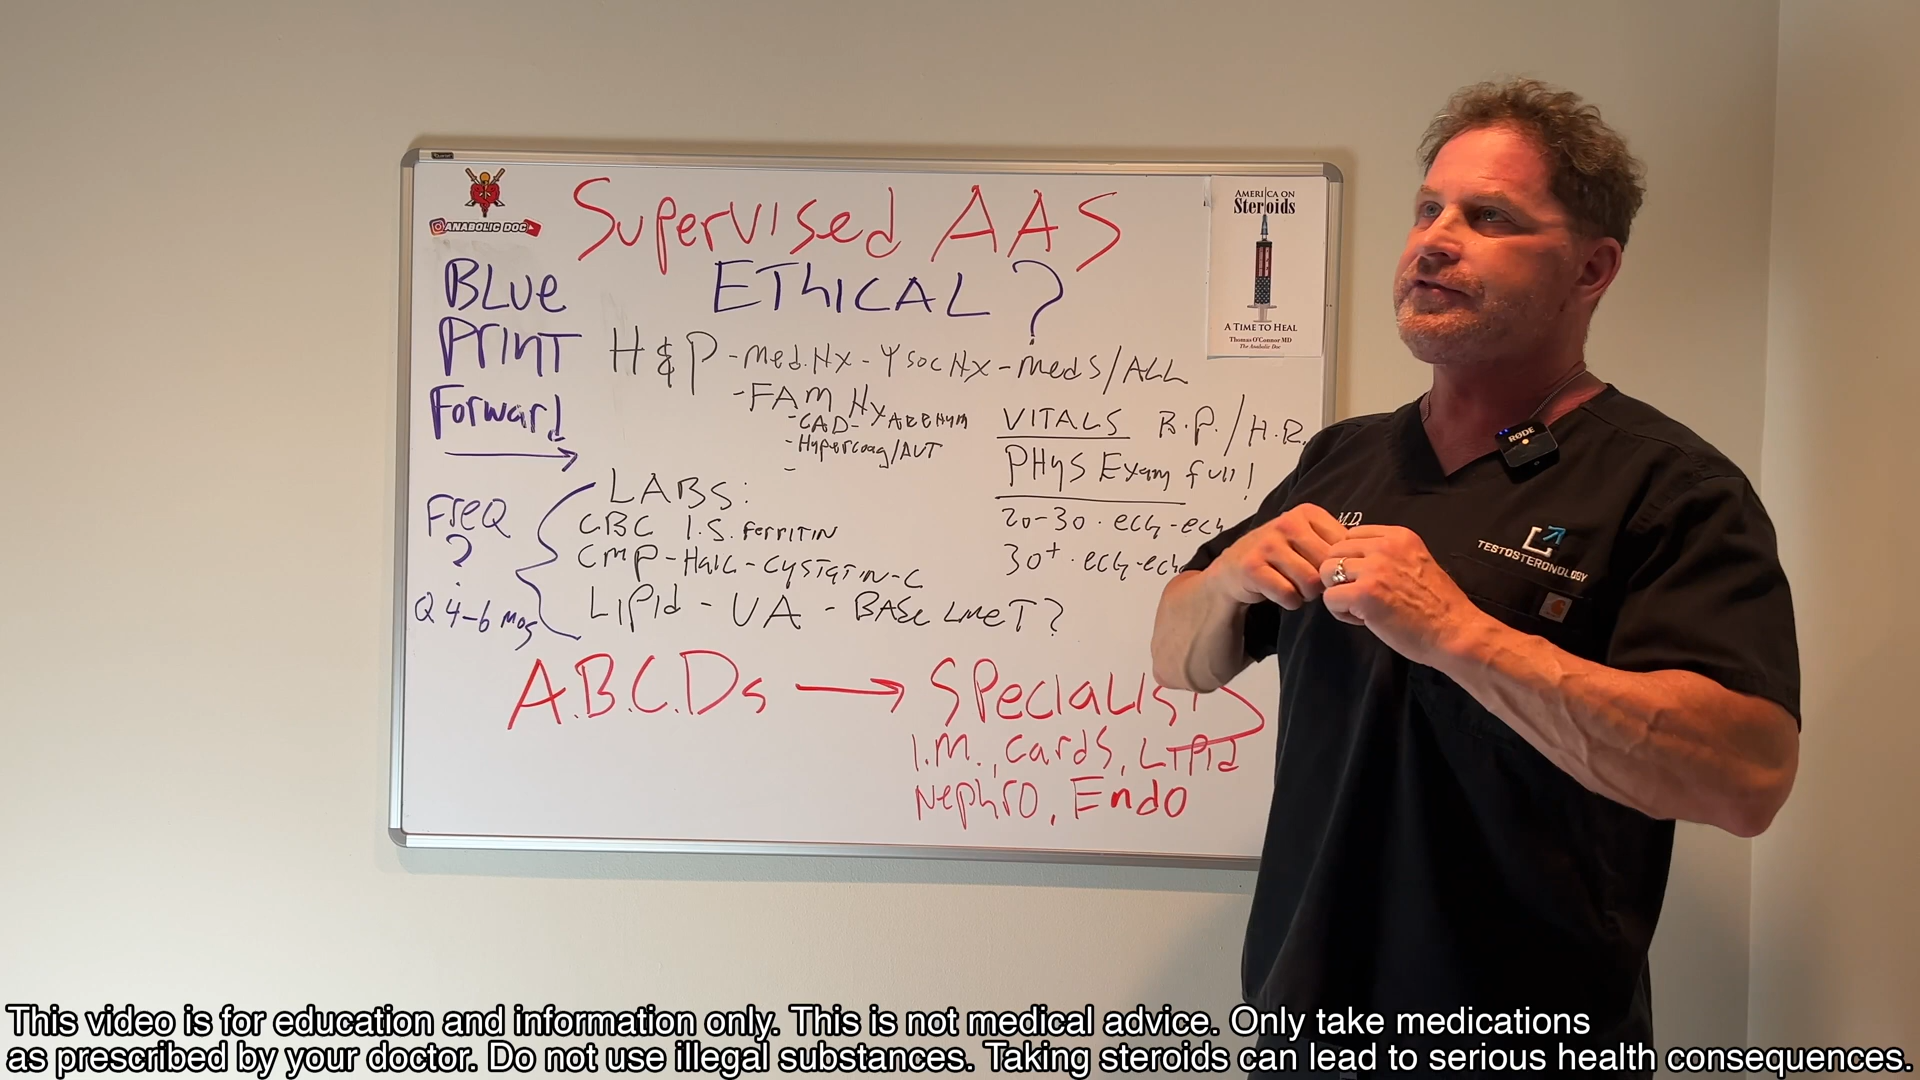 ANABOLIC DOC
Supervised AAS
ETHICAL?
BLUE
PRINT
Forward
H & P - Med. Hx - Ψ Soc Hx - Meds/ALL
- FAM Hx
- CAD -
- Hypercoag/AUT
-
VITALS B.P./H.R.
PHYS Exam full!
20-30 · ECG - ech
30+ · ECG - ech
LABS:
CBC I.S. FERRITIN
CMP - HA1C - CYSTATIN-C
LIPID - UA - BASELINE T?
FREQ
?
Q 4-6 mos
A.B.C.Ds → SPECIALISTS
I.M., Cards, LIPID
Nephro, Endo
AMERICA ON
Steroids
A TIME TO HEAL
Thomas O'Connor MD
The Anabolic Doc
RØDE
M.D.
TESTOSTERONOLOGY
This video is for education and information only. This is not medical advice. Only take medications
as prescribed by your doctor. Do not use illegal substances. Taking steroids can lead to serious health consequences.